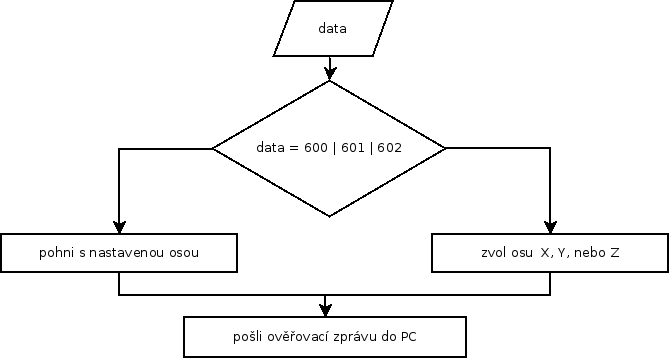 data
data = 600 | 601 | 602
pohni s nastavenou osou
zvol osu X, Y, nebo Z
pošli ověřovací zprávu do PC